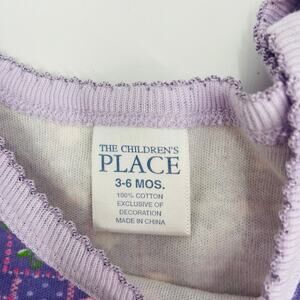 THE CHILDREN'S
PLACE
3-6 MOS.
100% COTTON
EXCLUSIVE OF
DECORATION
MADE IN CHINA